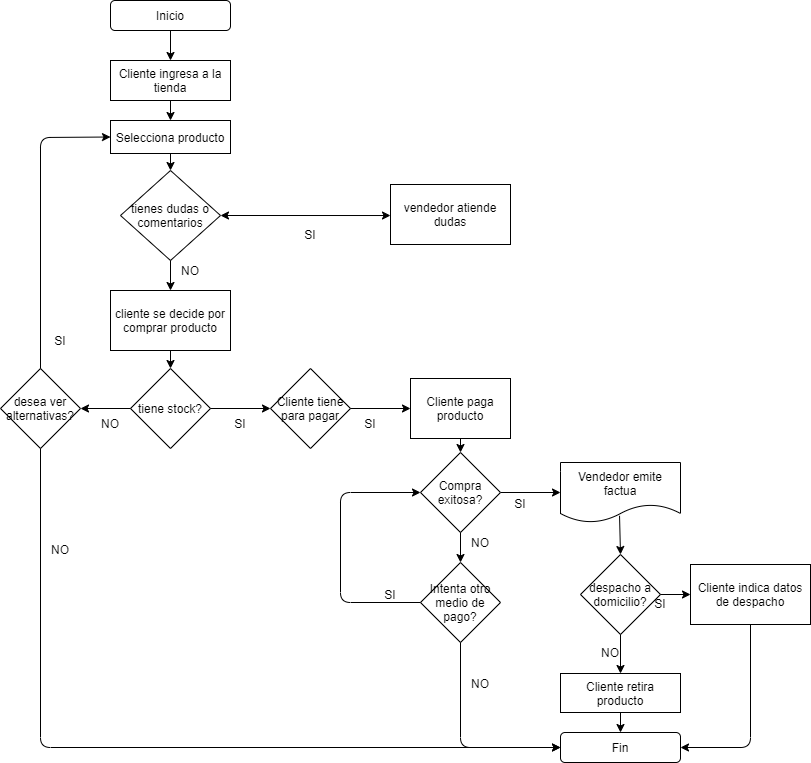 Inicio
Cliente ingresa a la
tienda
Selecciona producto
tienes dudas o
comentarios
SI
vendedor atiende
dudas
NO
cliente se decide por
comprar producto
SI
desea ver
alternativas?
NO
tiene stock?
SI
Cliente tiene
para pagar
SI
Cliente paga
producto
Compra
exitosa?
SI
Vendedor emite
factua
NO
NO
Intenta otro
medio de
pago?
SI
despacho a
domicilio?
SI
Cliente indica datos
de despacho
NO
NO
Cliente retira
producto
Fin